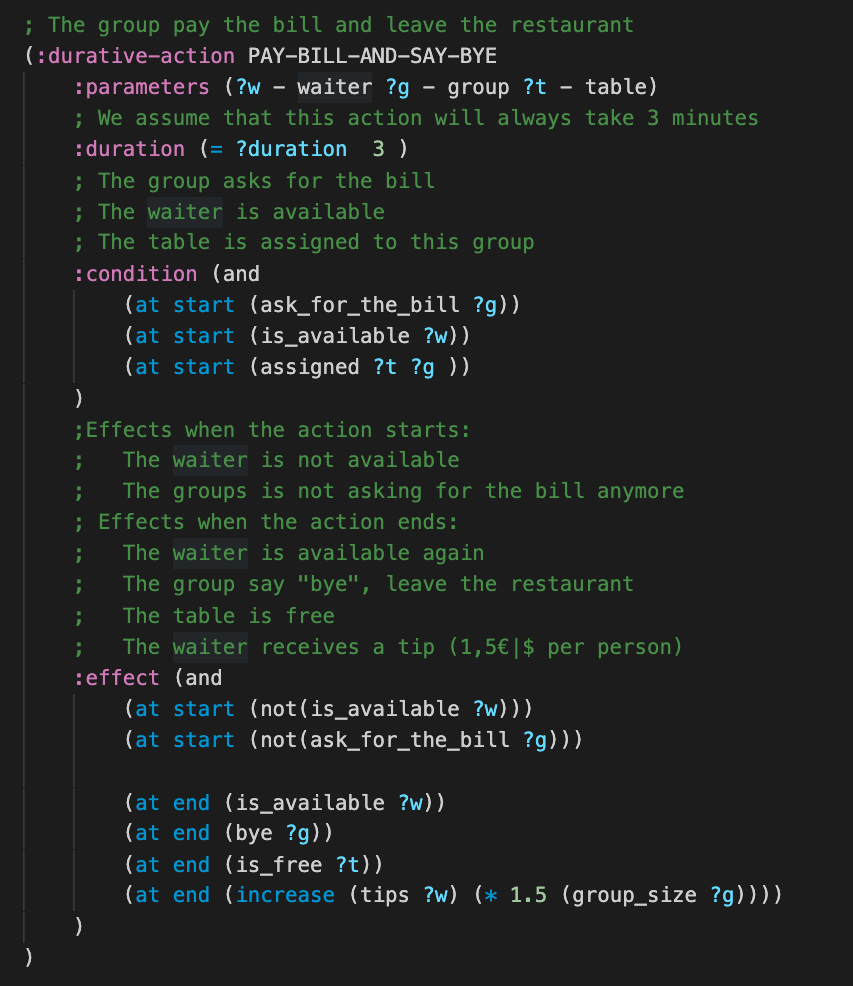 ; The group pay the bill and leave the restaurant
(:durative-action PAY-BILL-AND-SAY-BYE
    :parameters (?w - waiter ?g - group ?t - table)
    ; We assume that this action will always take 3 minutes
    :duration (= ?duration  3 )
    ; The group asks for the bill
    ; The waiter is available
    ; The table is assigned to this group
    :condition (and
        (at start (ask_for_the_bill ?g))
        (at start (is_available ?w))
        (at start (assigned ?t ?g ))
    )
    ;Effects when the action starts:
    ;   The waiter is not available
    ;   The groups is not asking for the bill anymore
    ; Effects when the action ends:
    ;   The waiter is available again
    ;   The group say "bye", leave the restaurant
    ;   The table is free
    ;   The waiter receives a tip (1,5€|$ per person)
    :effect (and
        (at start (not(is_available ?w)))
        (at start (not(ask_for_the_bill ?g)))

        (at end (is_available ?w))
        (at end (bye ?g))
        (at end (is_free ?t))
        (at end (increase (tips ?w) (* 1.5 (group_size ?g))))
    )
)